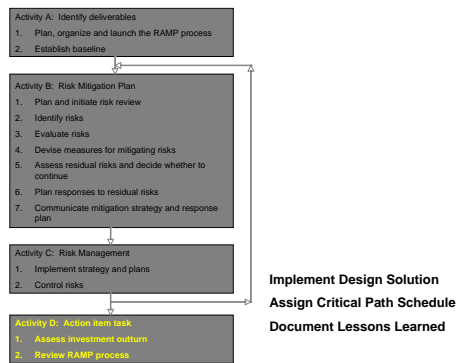 Activity A: Identify deliverables
1. Plan, organize and launch the RAMP process
2. Establish baseline
Activity B: Risk Mitigation Plan
1. Plan and initiate risk review
2. Identify risks
3. Evaluate risks
4. Devise measures for mitigating risks
5. Assess residual risks and decide whether to
continue
6. Plan responses to residual risks
7. Communicate mitigation strategy and response
plan
Activity C: Risk Management
1. Implement strategy and plans
2. Control risks
Activity D: Action item task
1. Assess investment outturn
2. Review RAMP process
Implement Design Solution
Assign Critical Path Schedule
Document Lessons Learned